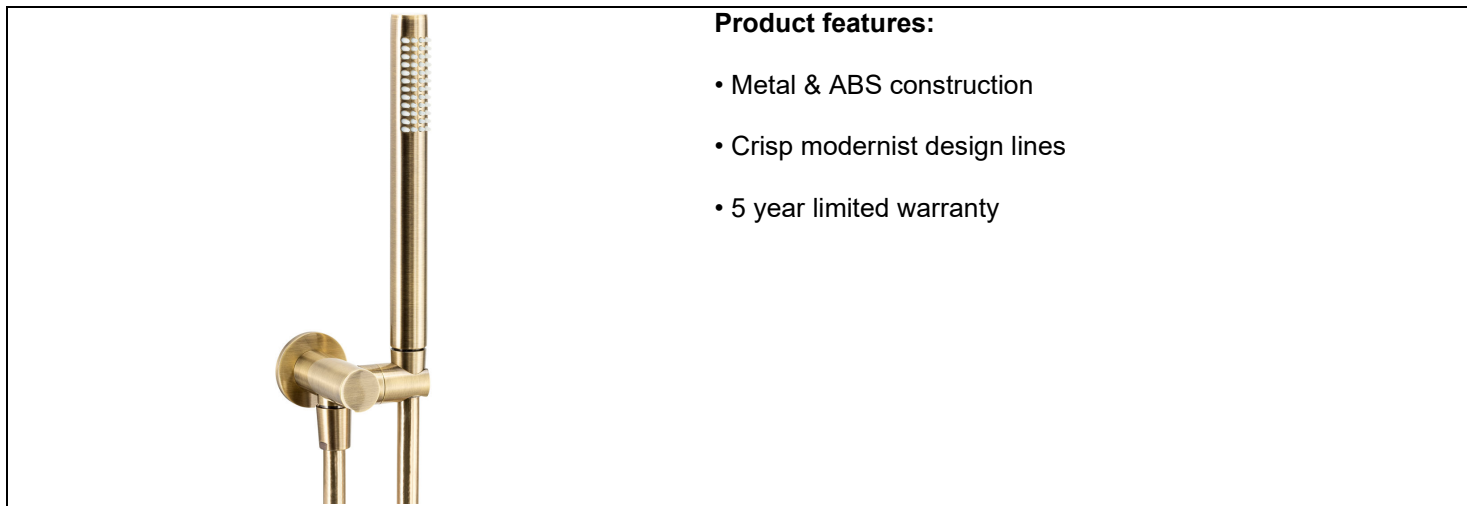 Product features:
• Metal & ABS construction
• Crisp modernist design lines
• 5 year limited warranty